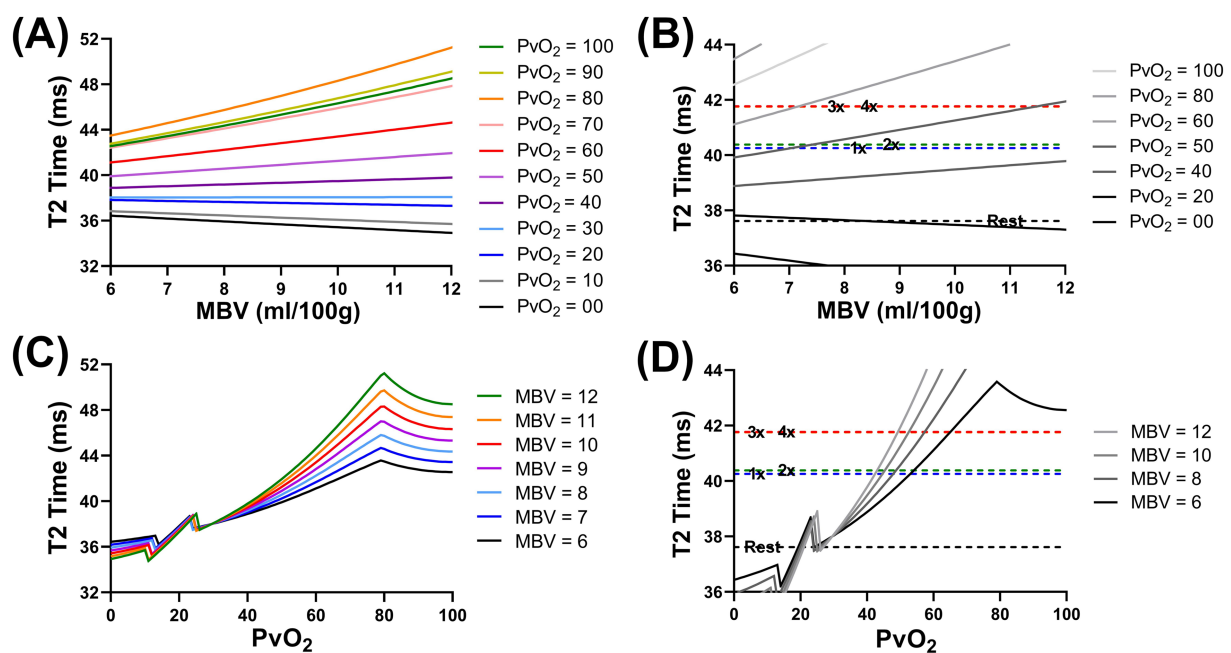 (A)
T2 Time (ms)
52
48
44
40
36
32
6 7 8 9 10 11 12
MBV (ml/100g)
PvO₂ = 100
PvO₂ = 90
PvO₂ = 80
PvO₂ = 70
PvO₂ = 60
PvO₂ = 50
PvO₂ = 40
PvO₂ = 30
PvO₂ = 20
PvO₂ = 10
PvO₂ = 00
(B)
T2 Time (ms)
44
42
40
38
36
3x 4x
1x 2x
Rest
6 7 8 9 10 11 12
MBV (ml/100g)
PvO₂ = 100
PvO₂ = 80
PvO₂ = 60
PvO₂ = 50
PvO₂ = 40
PvO₂ = 20
PvO₂ = 00
(C)
T2 Time (ms)
52
48
44
40
36
32
0 20 40 60 80 100
PvO₂
MBV = 12
MBV = 11
MBV = 10
MBV = 9
MBV = 8
MBV = 7
MBV = 6
(D)
T2 Time (ms)
44
42
40
38
36
3x 4x
1x 2x
Rest
0 20 40 60 80 100
PvO₂
MBV = 12
MBV = 10
MBV = 8
MBV = 6